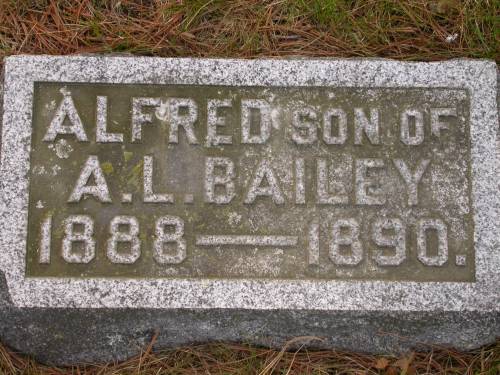 ALFRED SON OF
A.L. BAILEY
1888 — 1890.